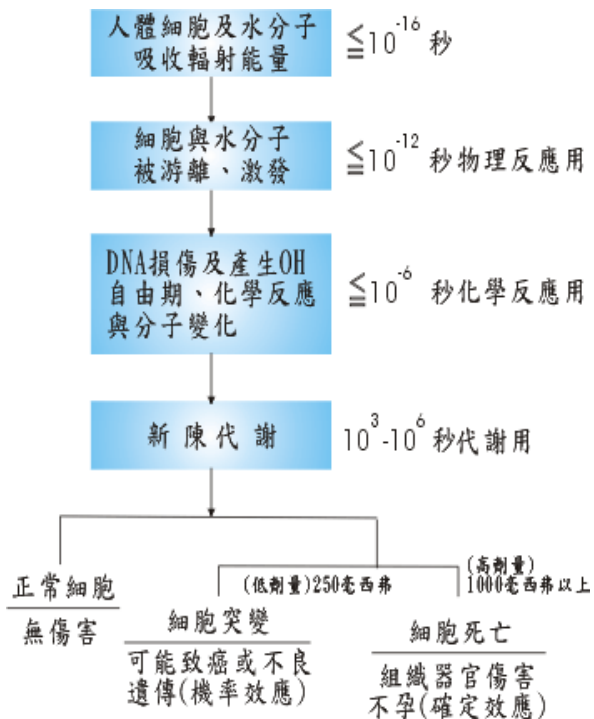 人體細胞及水分子
吸收輻射能量
≦10⁻¹⁶ 秒
細胞與水分子
被游離、激發
≦10⁻¹² 秒物理反應用
DNA損傷及產生OH
自由期、化學反應
與分子變化
≦10⁻⁶ 秒化學反應用
新陳代謝
10³-10⁶ 秒代謝用
正常細胞
無傷害
(低劑量)250毫西弗
細胞突變
可能致癌或不良
遺傳(機率效應)
(高劑量)
1000毫西弗以上
細胞死亡
組織器官傷害
不孕(確定效應)